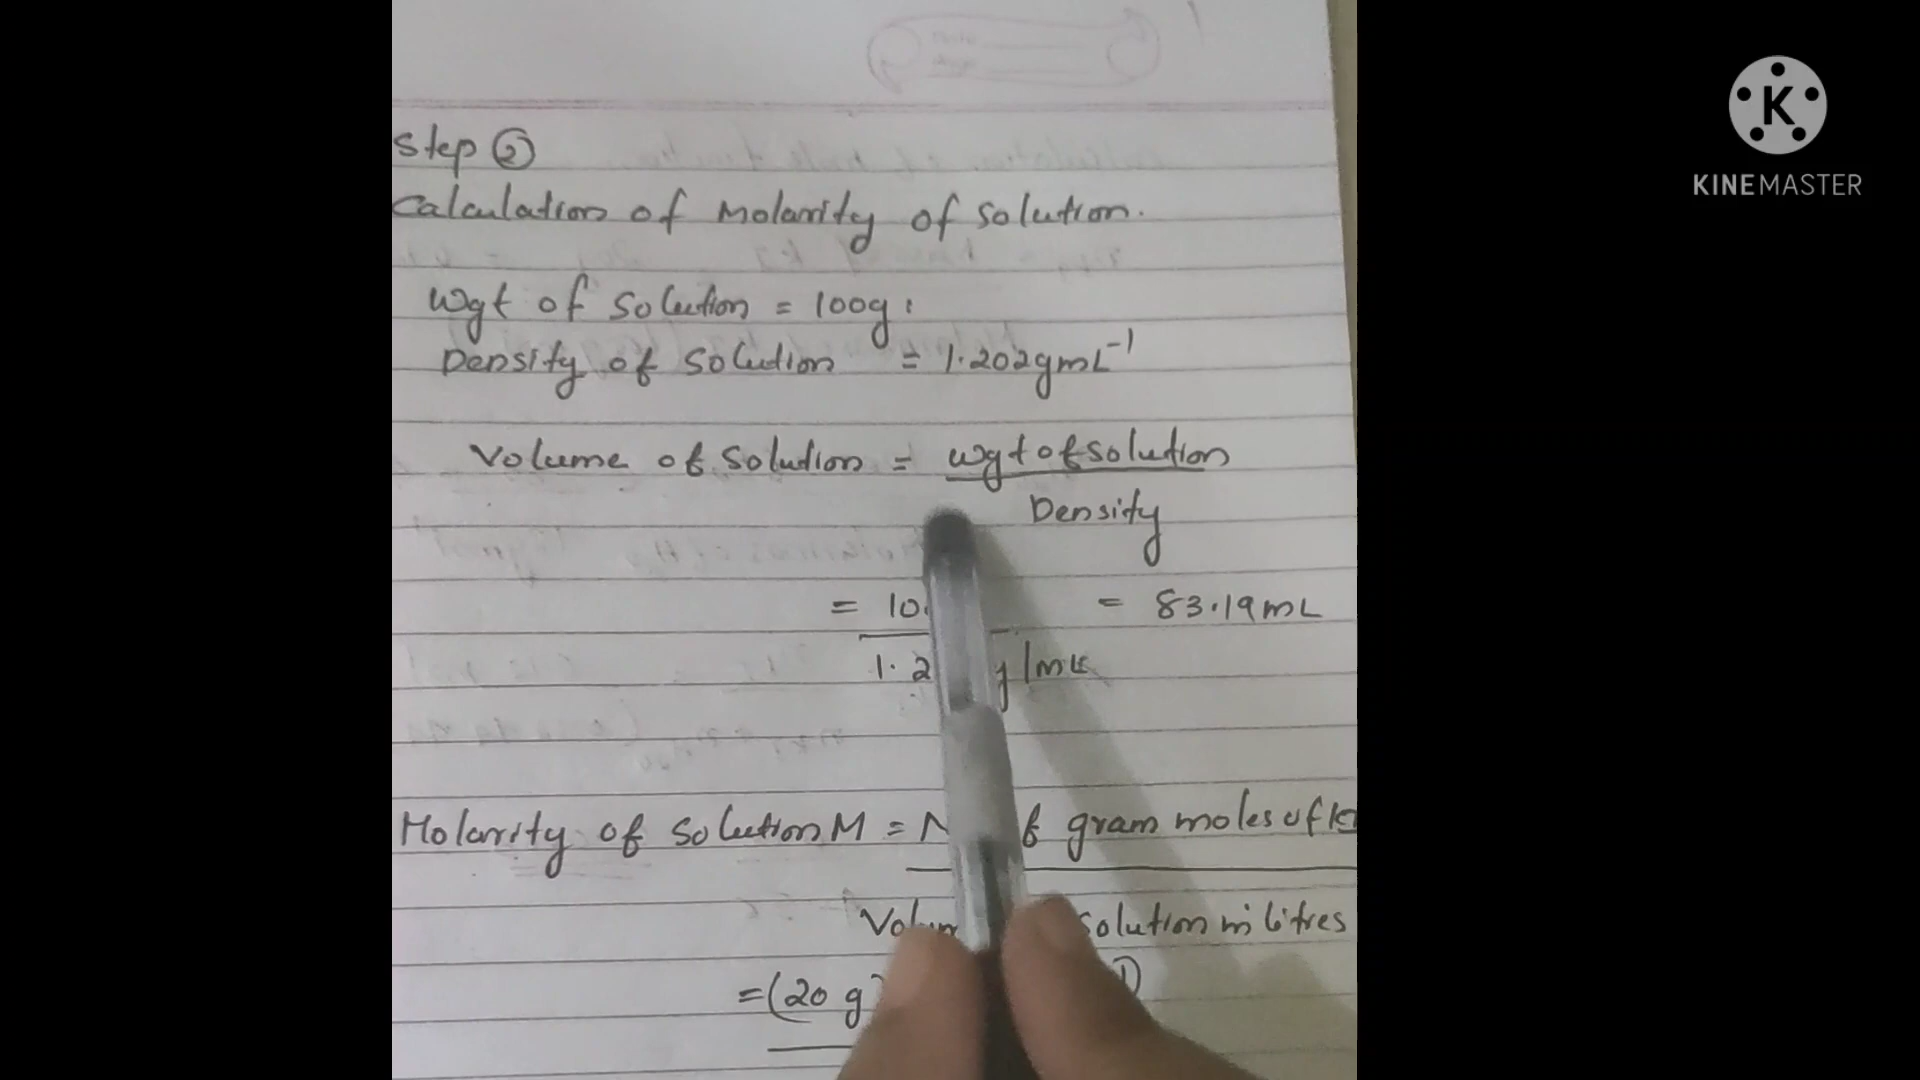 Step ②
Calculation of Molarity of solution.
Wgt of Solution = 100g.
Density of Solution = 1.202gmL⁻¹
Volume of Solution = wgt of solution
Density
= 10 = 83.19mL
1.2 g/mL
Molarity of solution M = of gram moles of
solution in litres
= (20 g
KINEMASTER